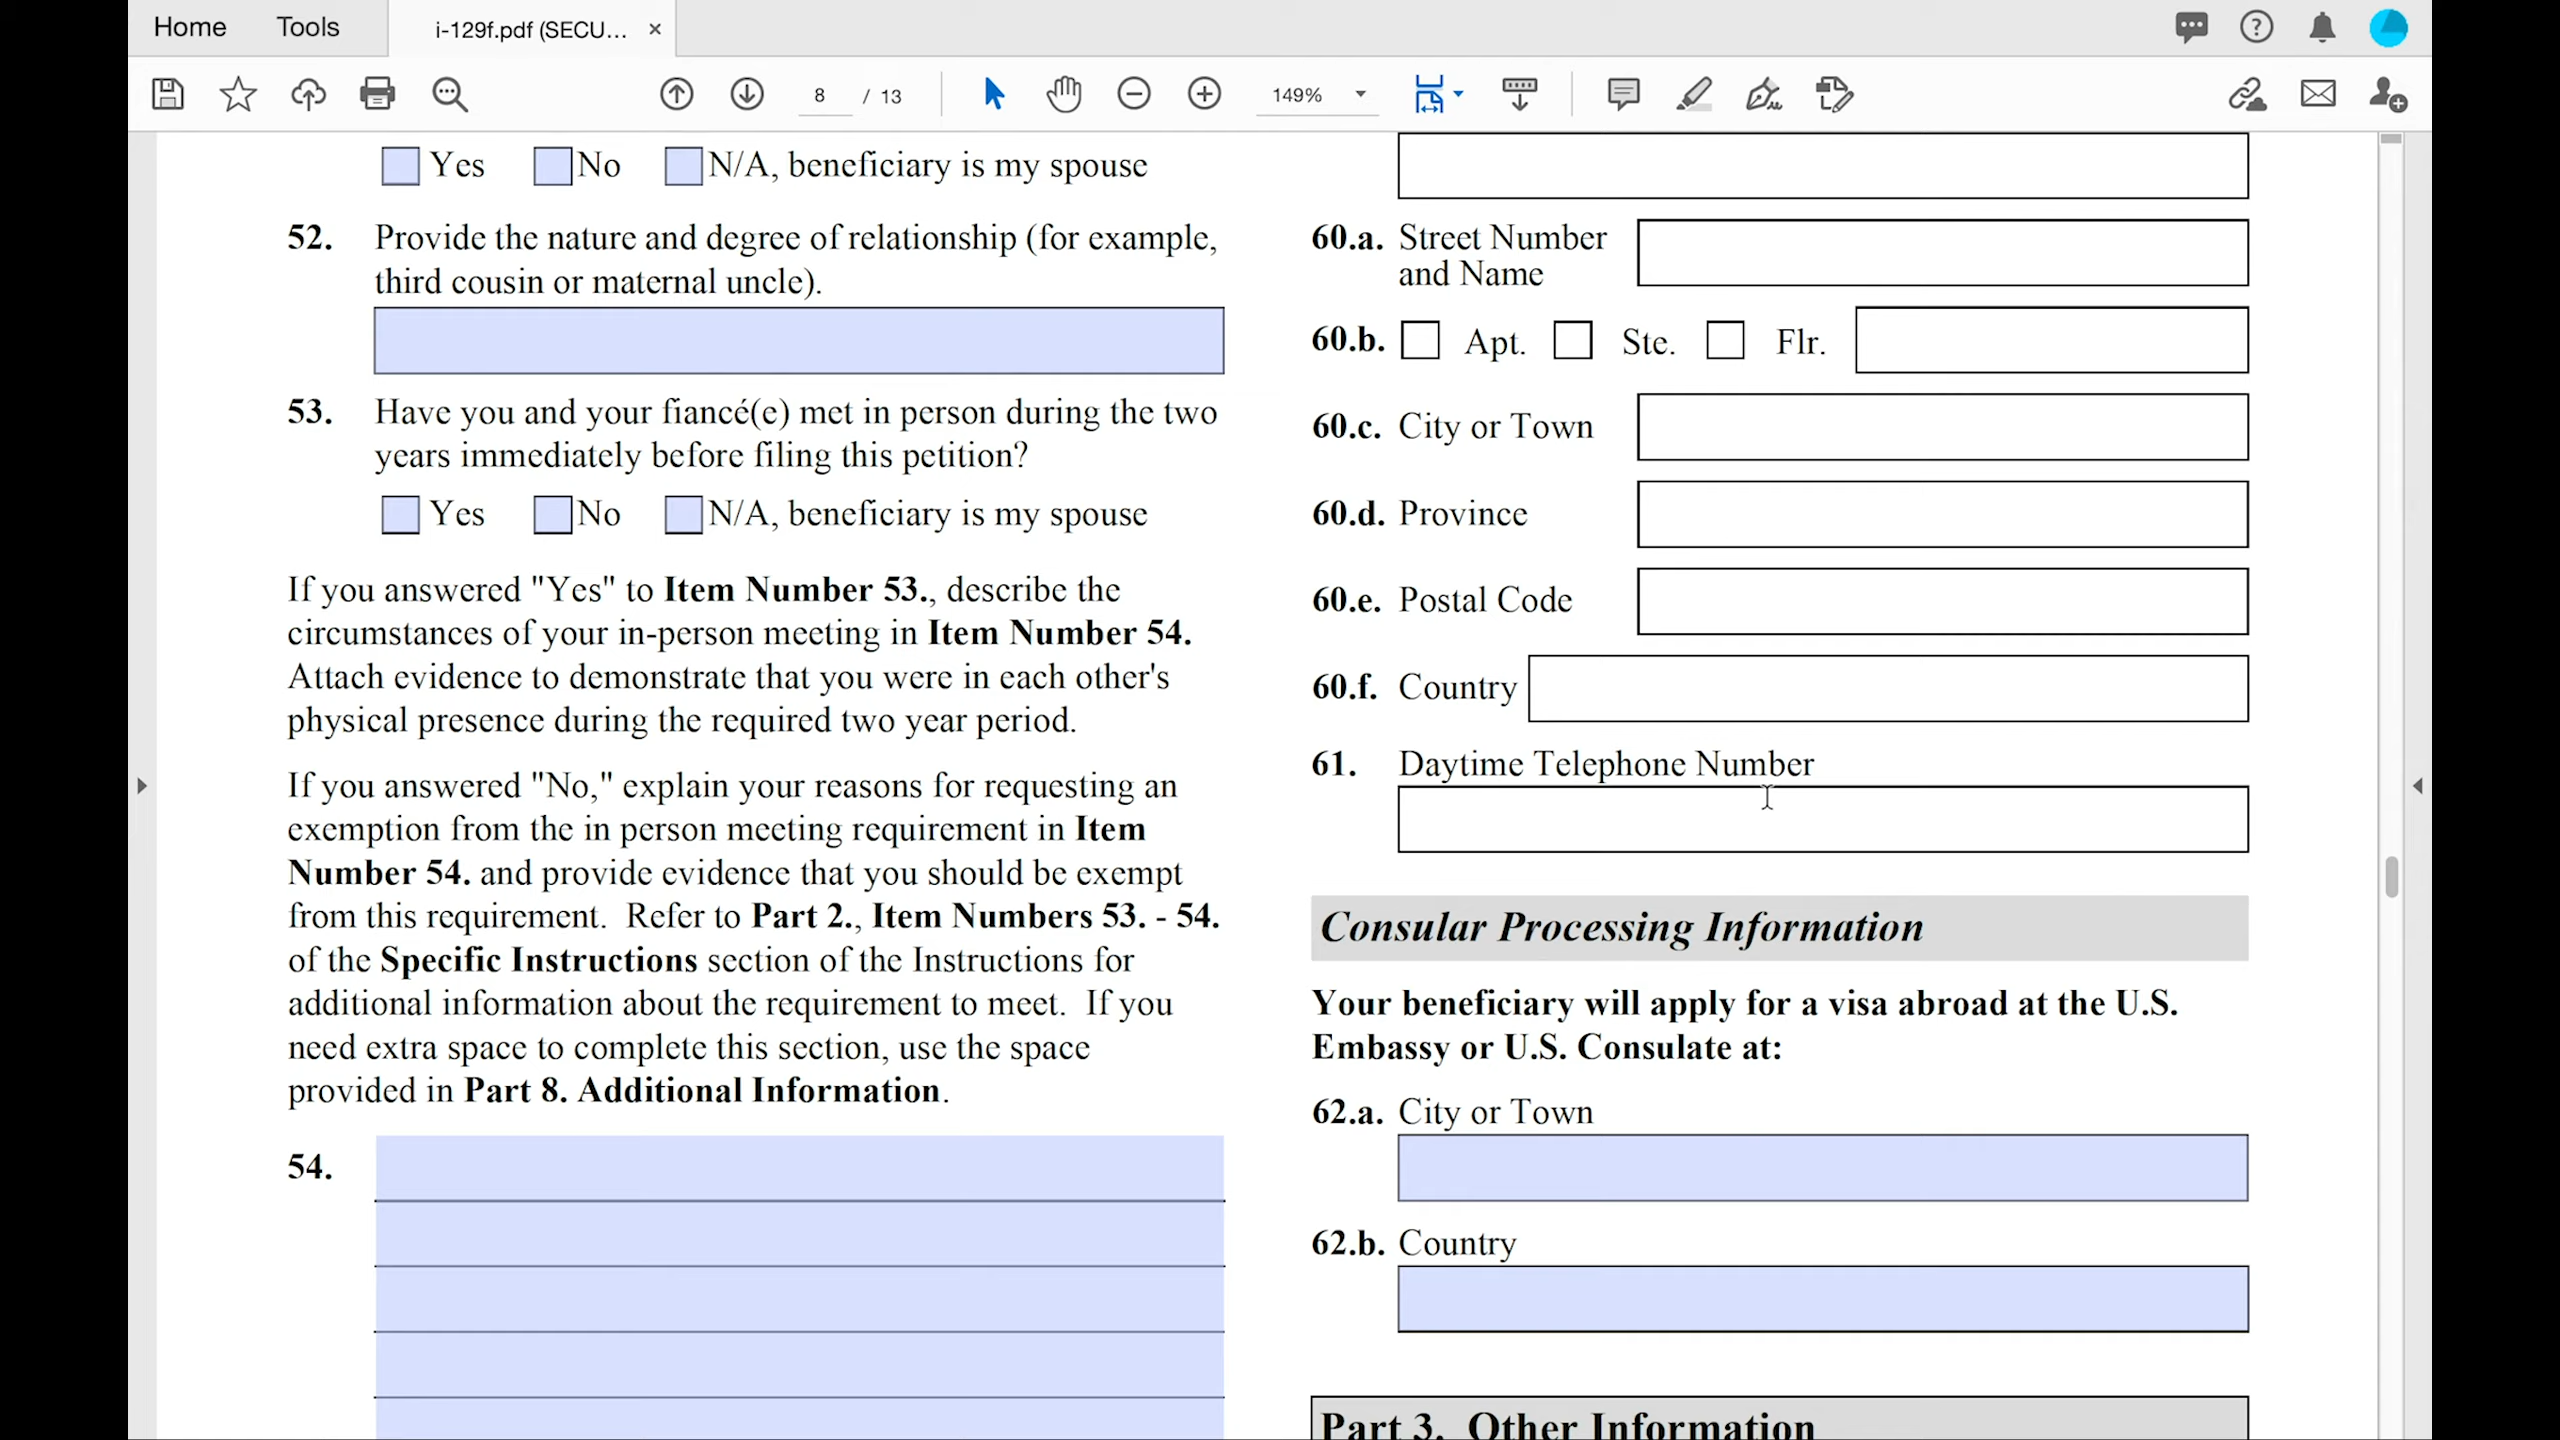 Home Tools i-129f.pdf (SECU... ×
8 / 13 149%
Yes No N/A, beneficiary is my spouse
52. Provide the nature and degree of relationship (for example,
third cousin or maternal uncle).
53. Have you and your fiancé(e) met in person during the two
years immediately before filing this petition?
Yes No N/A, beneficiary is my spouse
If you answered "Yes" to Item Number 53., describe the
circumstances of your in-person meeting in Item Number 54.
Attach evidence to demonstrate that you were in each other's
physical presence during the required two year period.
If you answered "No," explain your reasons for requesting an
exemption from the in person meeting requirement in Item
Number 54. and provide evidence that you should be exempt
from this requirement. Refer to Part 2., Item Numbers 53. - 54.
of the Specific Instructions section of the Instructions for
additional information about the requirement to meet. If you
need extra space to complete this section, use the space
provided in Part 8. Additional Information.
54.
60.a. Street Number
and Name
60.b. Apt. Ste. Flr.
60.c. City or Town
60.d. Province
60.e. Postal Code
60.f. Country
61. Daytime Telephone Number
Consular Processing Information
Your beneficiary will apply for a visa abroad at the U.S.
Embassy or U.S. Consulate at:
62.a. City or Town
62.b. Country
Part 3. Other Information